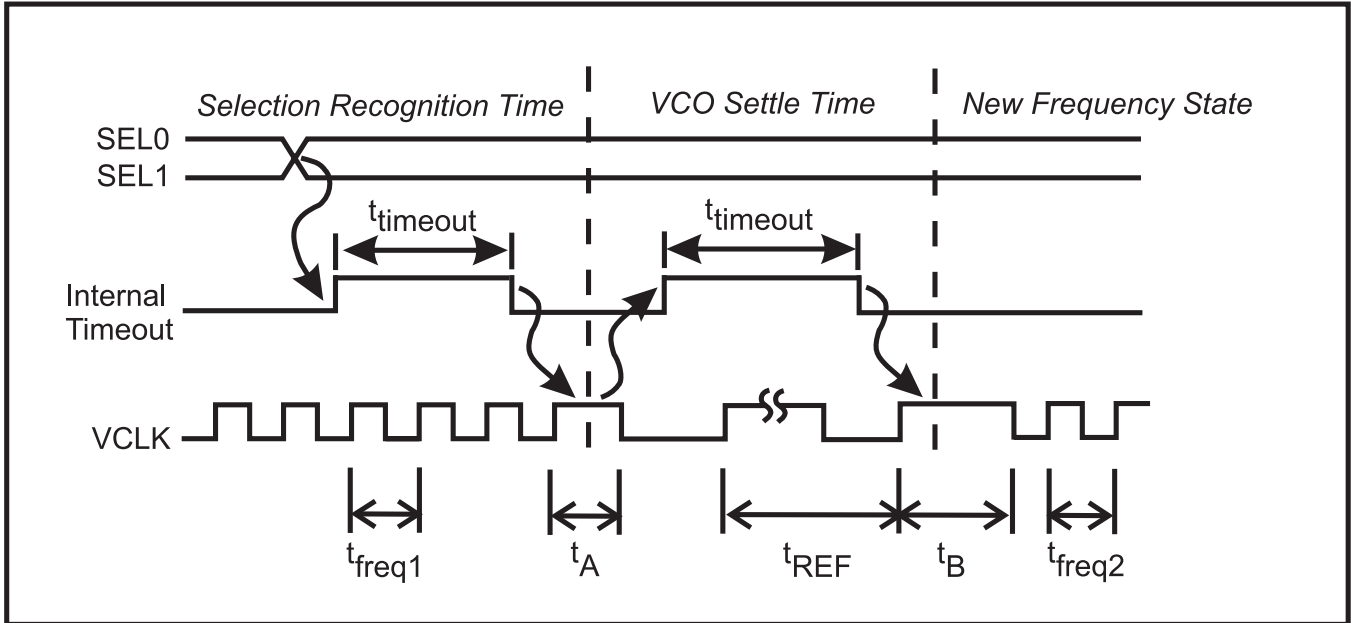 Selection Recognition Time
VCO Settle Time
New Frequency State
SEL0
SEL1
ttimeout
ttimeout
Internal
Timeout
VCLK
tfreq1
tA
tREF
tB
tfreq2